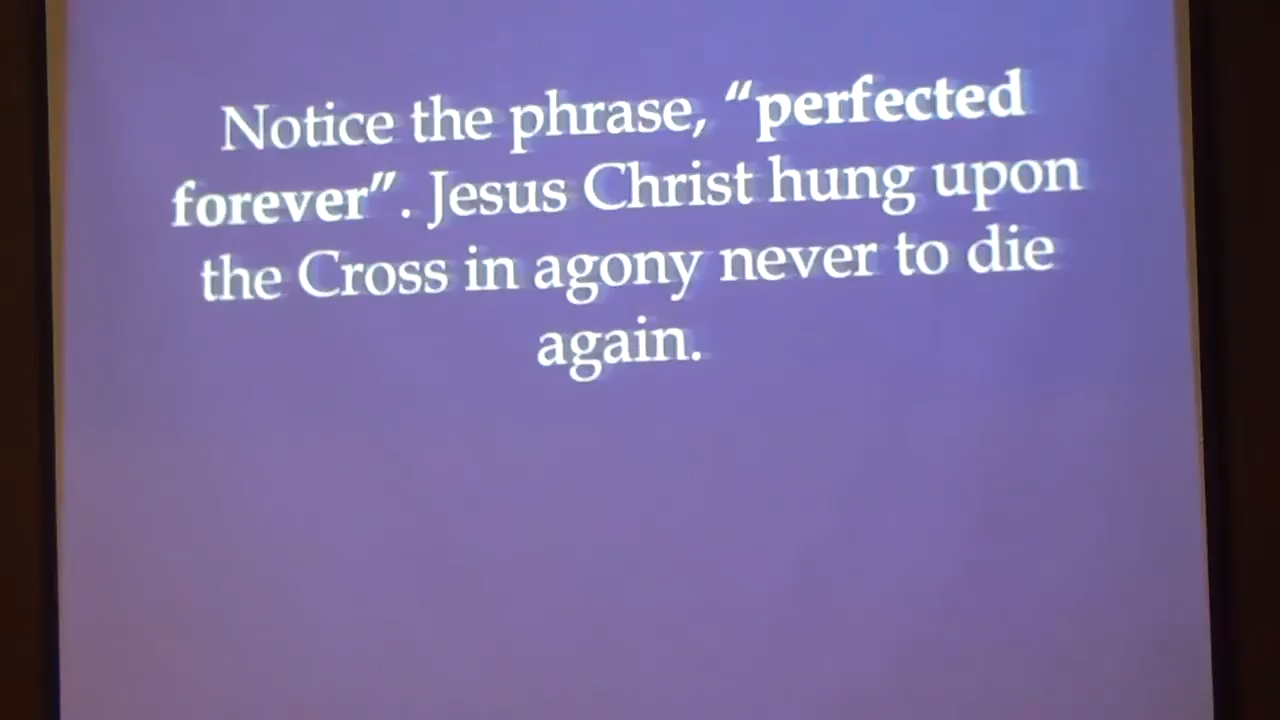 Notice the phrase, “perfected
forever”. Jesus Christ hung upon
the Cross in agony never to die
again.